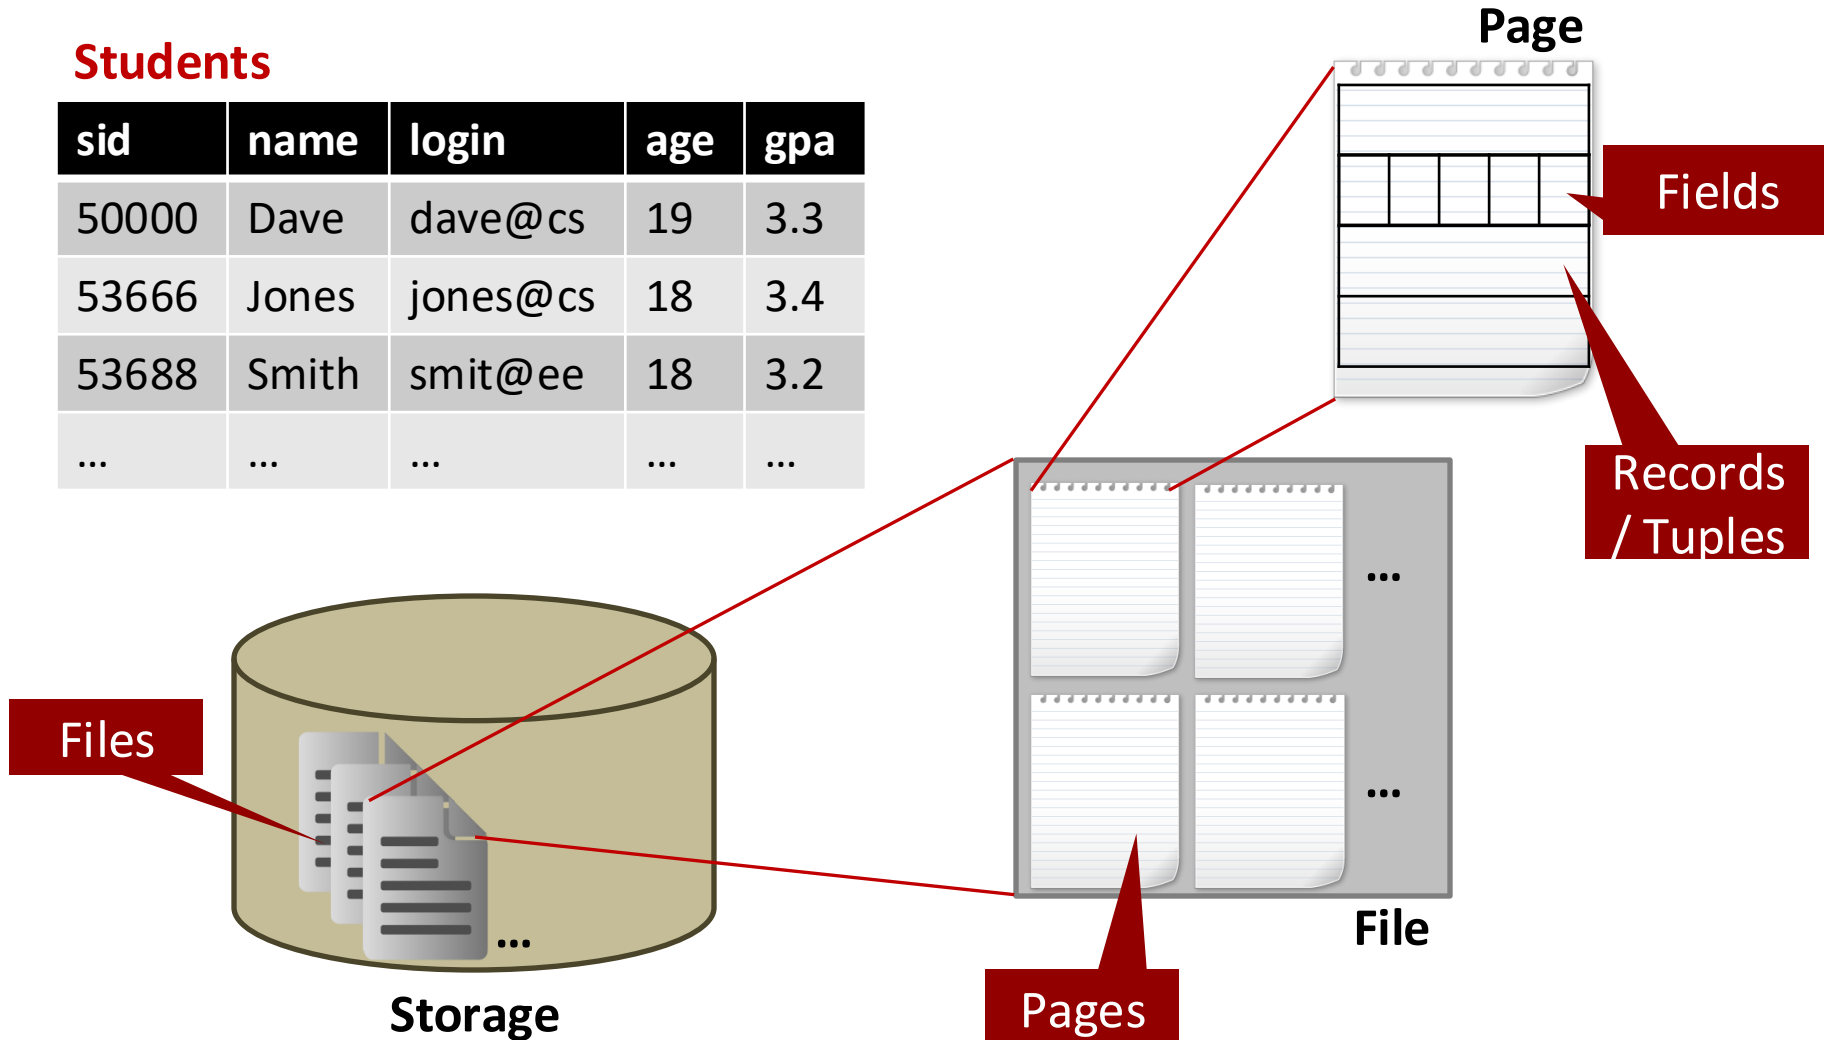 Page
Students
sid name login age gpa
50000 Dave dave@cs 19 3.3
53666 Jones jones@cs 18 3.4
53688 Smith smit@ee 18 3.2
... ... ... ... ...
Fields
Records
/ Tuples
...
...
Files
...
File
Storage
Pages